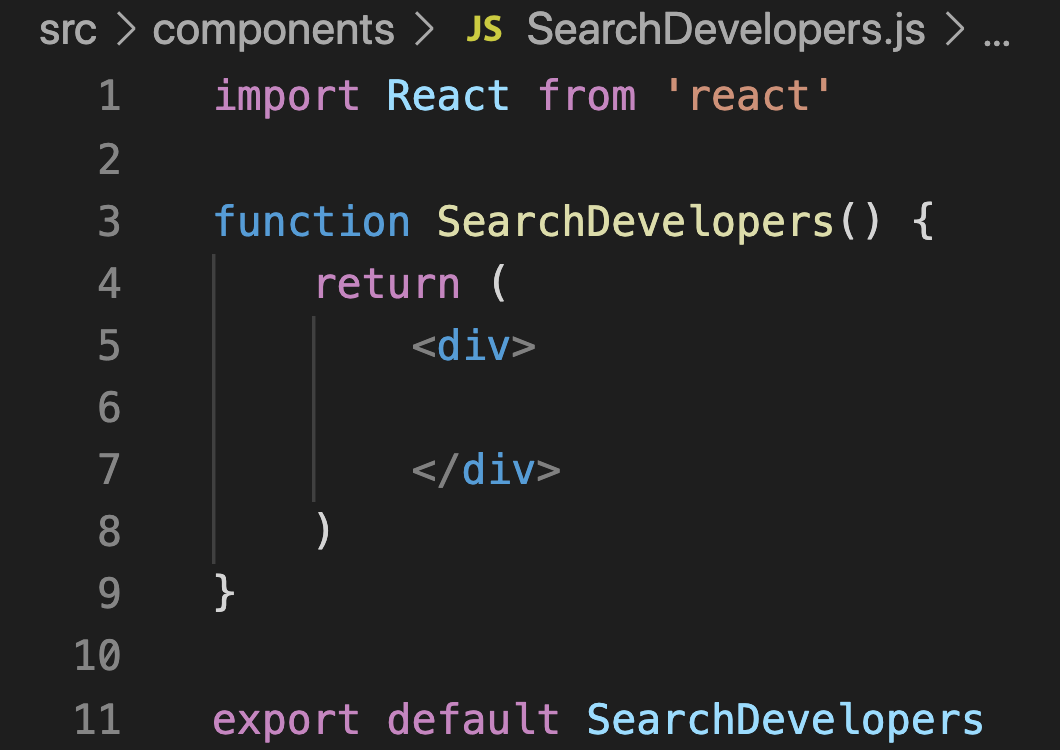 src > components > JS SearchDevelopers.js > ...
1 import React from 'react'
2
3 function SearchDevelopers() {
4     return (
5         <div>
6
7         </div>
8     )
9 }
10
11 export default SearchDevelopers